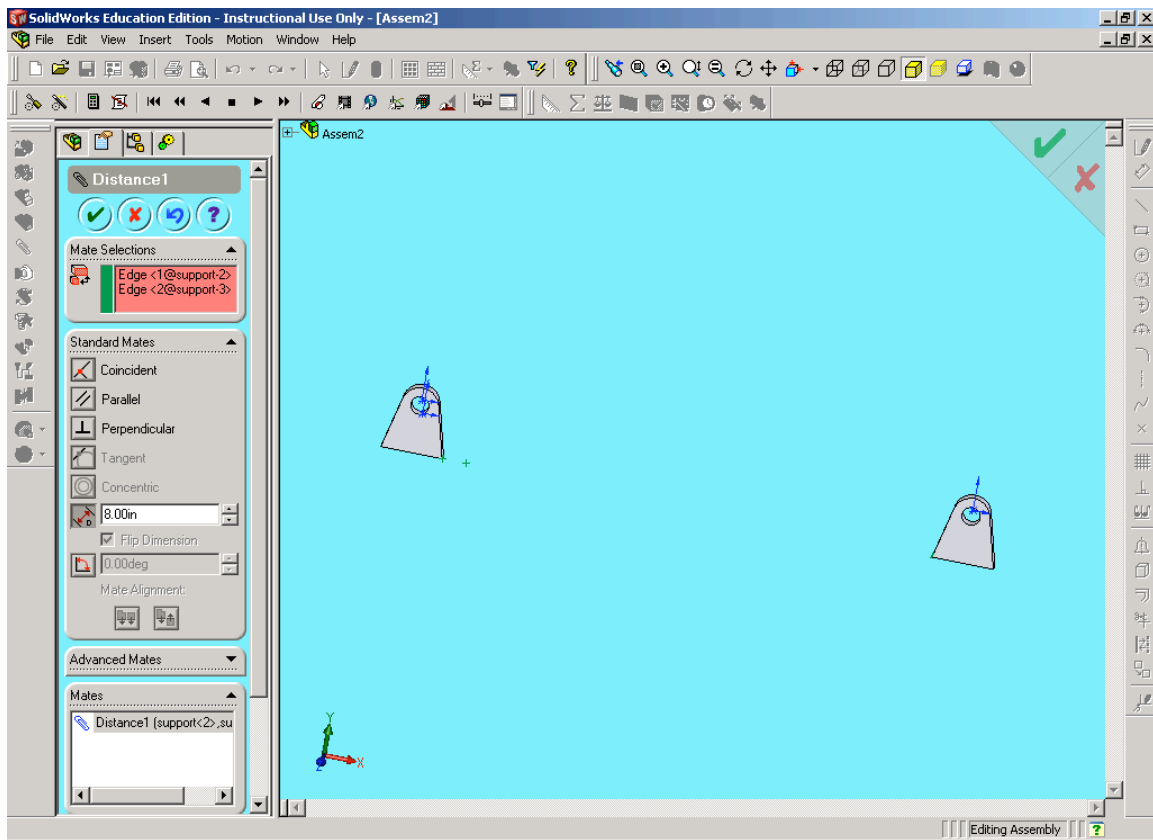 SolidWorks Education Edition - Instructional Use Only - [Assem2]
File Edit View Insert Tools Motion Window Help
Assem2
Distance1
Mate Selections
Edge <1@support-2>
Edge <2@support-3>
Standard Mates
Coincident
Parallel
Perpendicular
Tangent
Concentric
8.00in
Flip Dimension
0.00deg
Mate Alignment:
Advanced Mates
Mates
Distance1 (support<2>,su
Y
X
Z
Editing Assembly